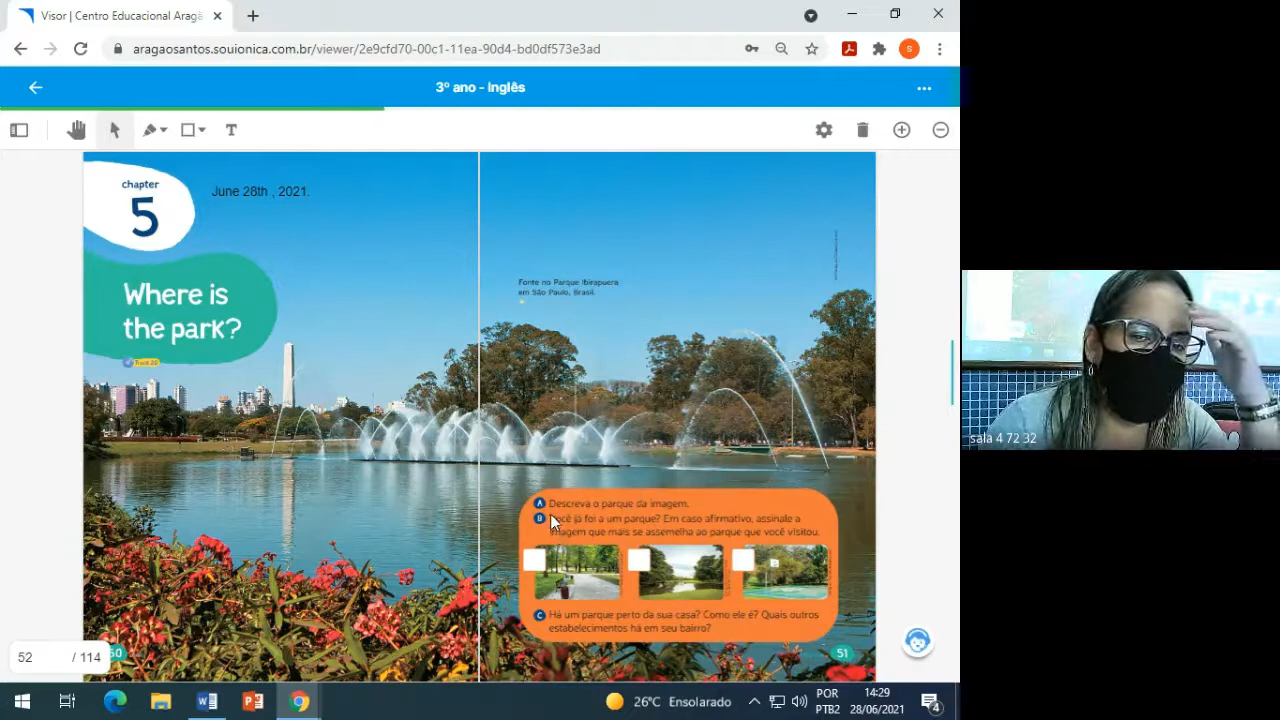 Visor | Centro Educacional Aragã
aragaosantos.souionica.com.br/viewer/2e9cfd70-00c1-11ea-90d4-bd0df573e3ad
s
3º ano - Inglês
T
chapter
5
June 28th , 2021.
Where is
the park?
Track 20
Fonte no Parque Ibirapuera
em São Paulo, Brasil.
A Descreva o parque da imagem.
B Você já foi a um parque? Em caso afirmativo, assinale a
imagem que mais se assemelha ao parque que você visitou.
C Há um parque perto da sua casa? Como ele é? Quais outros
estabelecimentos há em seu bairro?
52 / 114
51
sala 4 72 32
26°C Ensolarado
POR
PTB2
14:29
28/06/2021
4